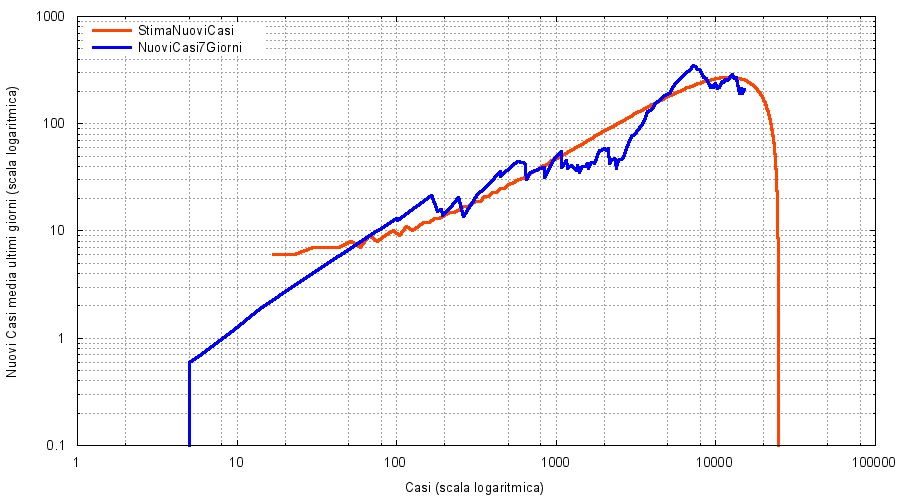 1000
StimaNuoviCasi
NuoviCasi7Giorni
100
10
1
0.1
1 10 100 1000 10000 100000
Casi (scala logaritmica)
Nuovi Casi media ultimi giorni (scala logaritmica)